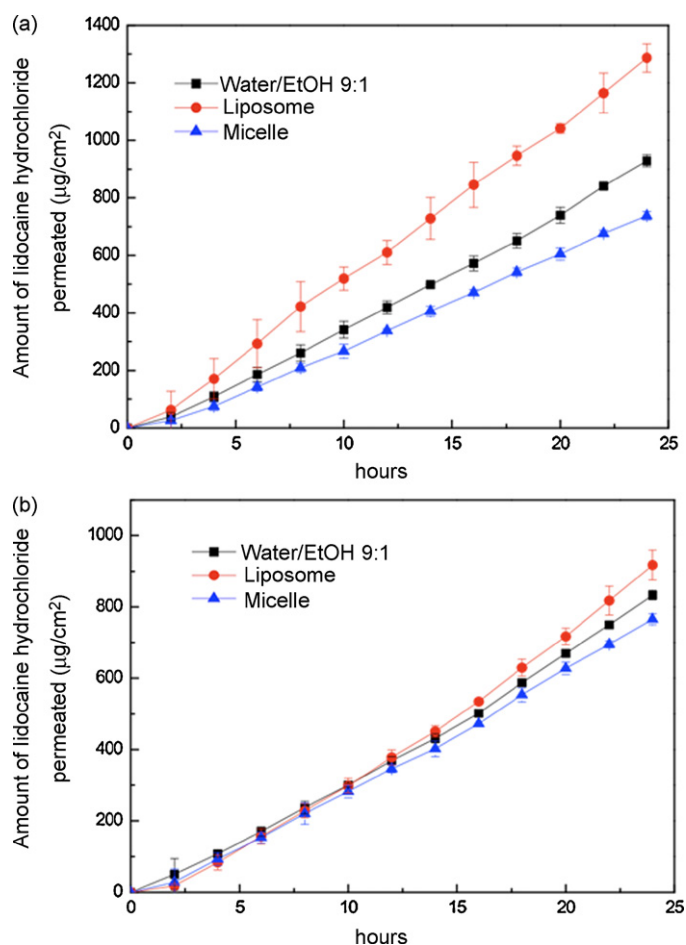 (a)
1400
1200
1000
800
600
400
200
0
Amount of lidocaine hydrochloride
permeated (μg/cm²)
Water/EtOH 9:1
Liposome
Micelle
0 5 10 15 20 25
hours
(b)
1000
800
600
400
200
0
Amount of lidocaine hydrochloride
permeated (μg/cm²)
Water/EtOH 9:1
Liposome
Micelle
0 5 10 15 20 25
hours